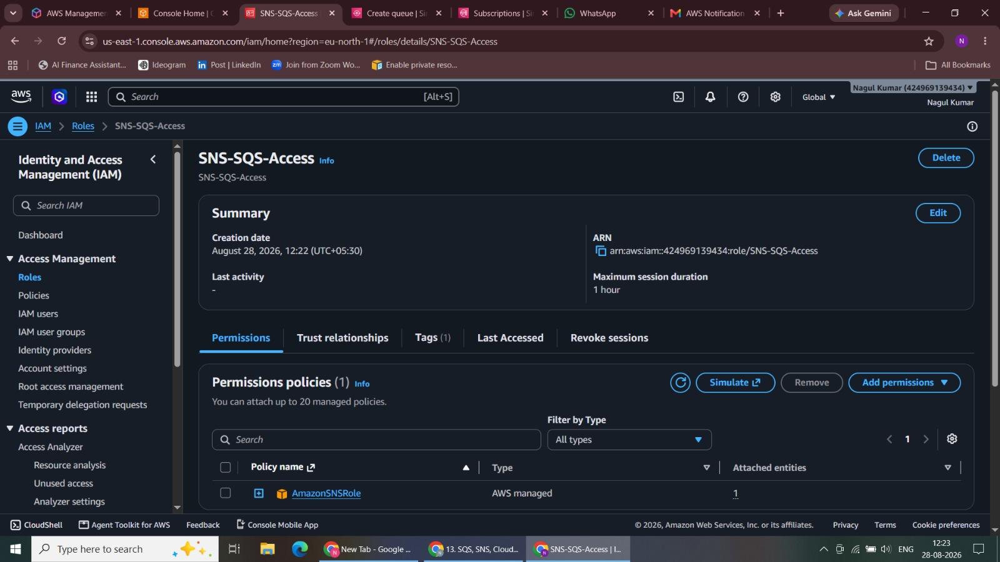 AWS Managemen
Console Home | C
SNS-SQS-Access
Create queue | Si
Subscriptions | Si
WhatsApp
AWS Notification
Ask Gemini
us-east-1.console.aws.amazon.com/iam/home?region=eu-north-1#/roles/details/SNS-SQS-Access
N
AI Finance Assistant...
Ideogram
Post | LinkedIn
Join from Zoom Wo...
Enable private reso...
All Bookmarks
aws
Search
[Alt+S]
Global
Nagul Kumar (424969139434)
Nagul Kumar
IAM
Roles
SNS-SQS-Access
Identity and Access
Management (IAM)
Search IAM
Dashboard
Access Management
Roles
Policies
IAM users
IAM user groups
Identity providers
Account settings
Root access management
Temporary delegation requests
Access reports
Access Analyzer
Resource analysis
Unused access
Analyzer settings
SNS-SQS-Access Info
Delete
SNS-SQS-Access
Summary
Edit
Creation date
August 28, 2026, 12:22 (UTC+05:30)
ARN
arn:aws:iam::424969139434:role/SNS-SQS-Access
Last activity
-
Maximum session duration
1 hour
Permissions
Trust relationships
Tags (1)
Last Accessed
Revoke sessions
Permissions policies (1) Info
Simulate
Remove
Add permissions
You can attach up to 20 managed policies.
Filter by Type
Search
All types
1
Policy name
Type
Attached entities
AmazonSNSRole
AWS managed
1
CloudShell
Agent Toolkit for AWS
Feedback
Console Mobile App
© 2026, Amazon Web Services, Inc. or its affiliates.
Privacy
Terms
Cookie preferences
Type here to search
New Tab - Google ...
13. SQS, SNS, Cloud...
SNS-SQS-Access | I...
ENG
12:23
28-08-2026